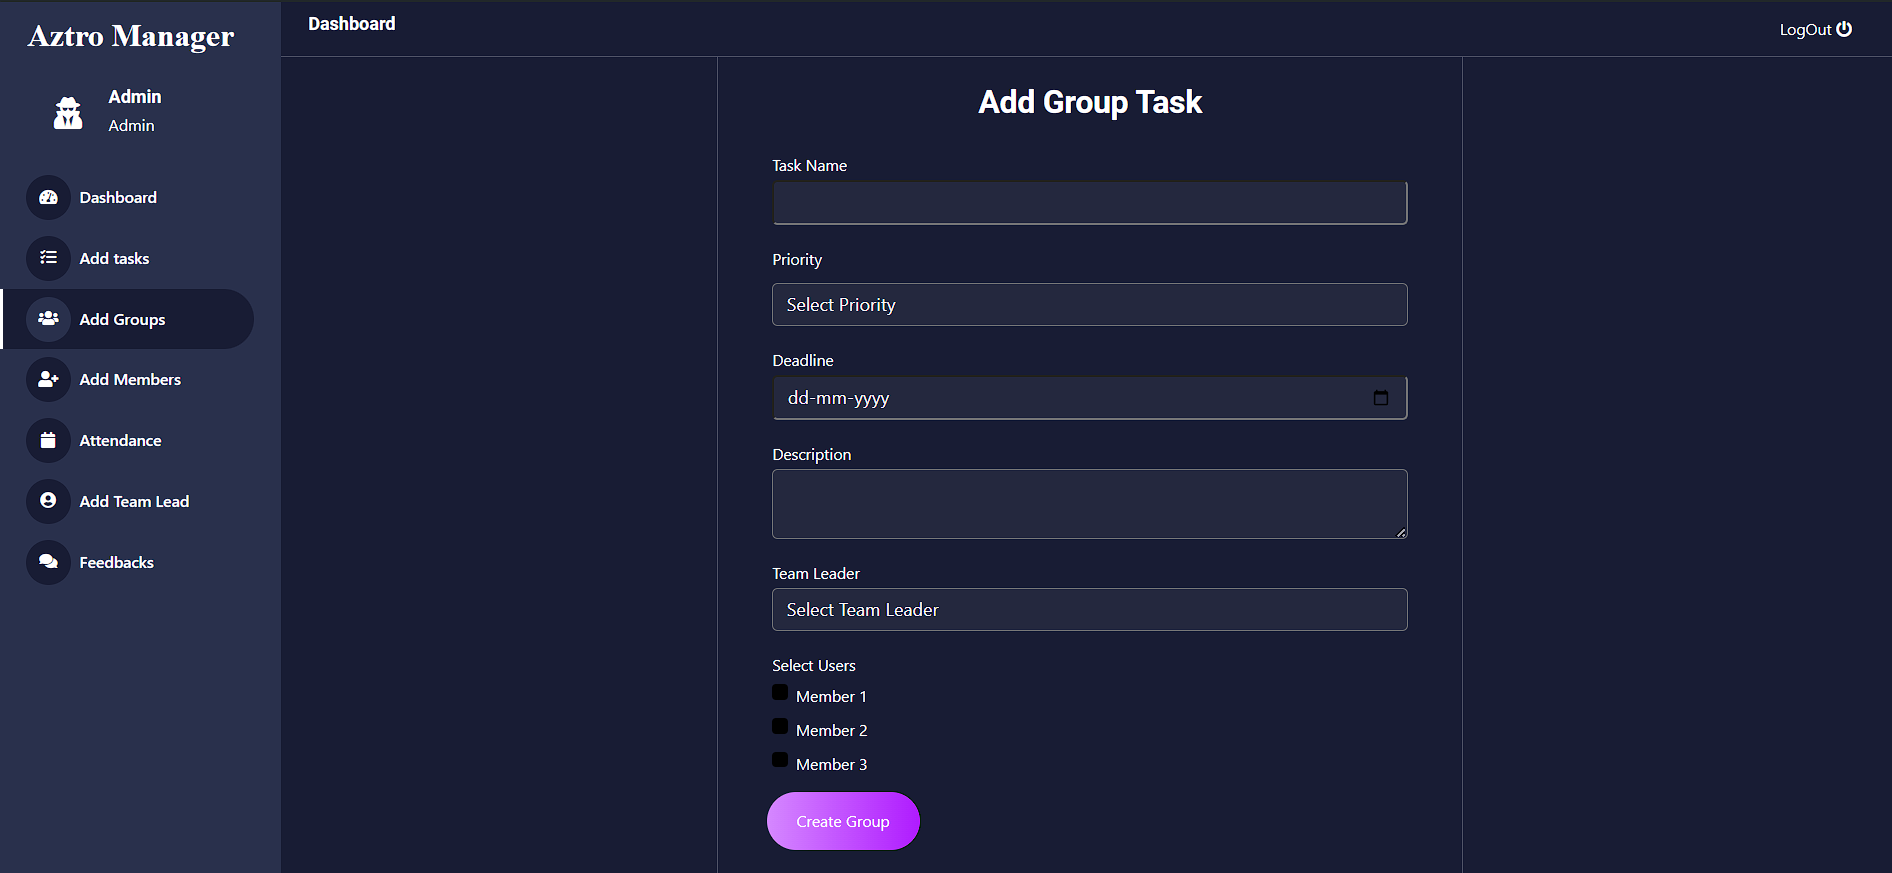 Aztro Manager
Admin
Admin
Dashboard
Add tasks
Add Groups
Add Members
Attendance
Add Team Lead
Feedbacks
Dashboard
LogOut
Add Group Task
Task Name
Priority
Select Priority
Deadline
dd-mm-yyyy
Description
Team Leader
Select Team Leader
Select Users
Member 1
Member 2
Member 3
Create Group